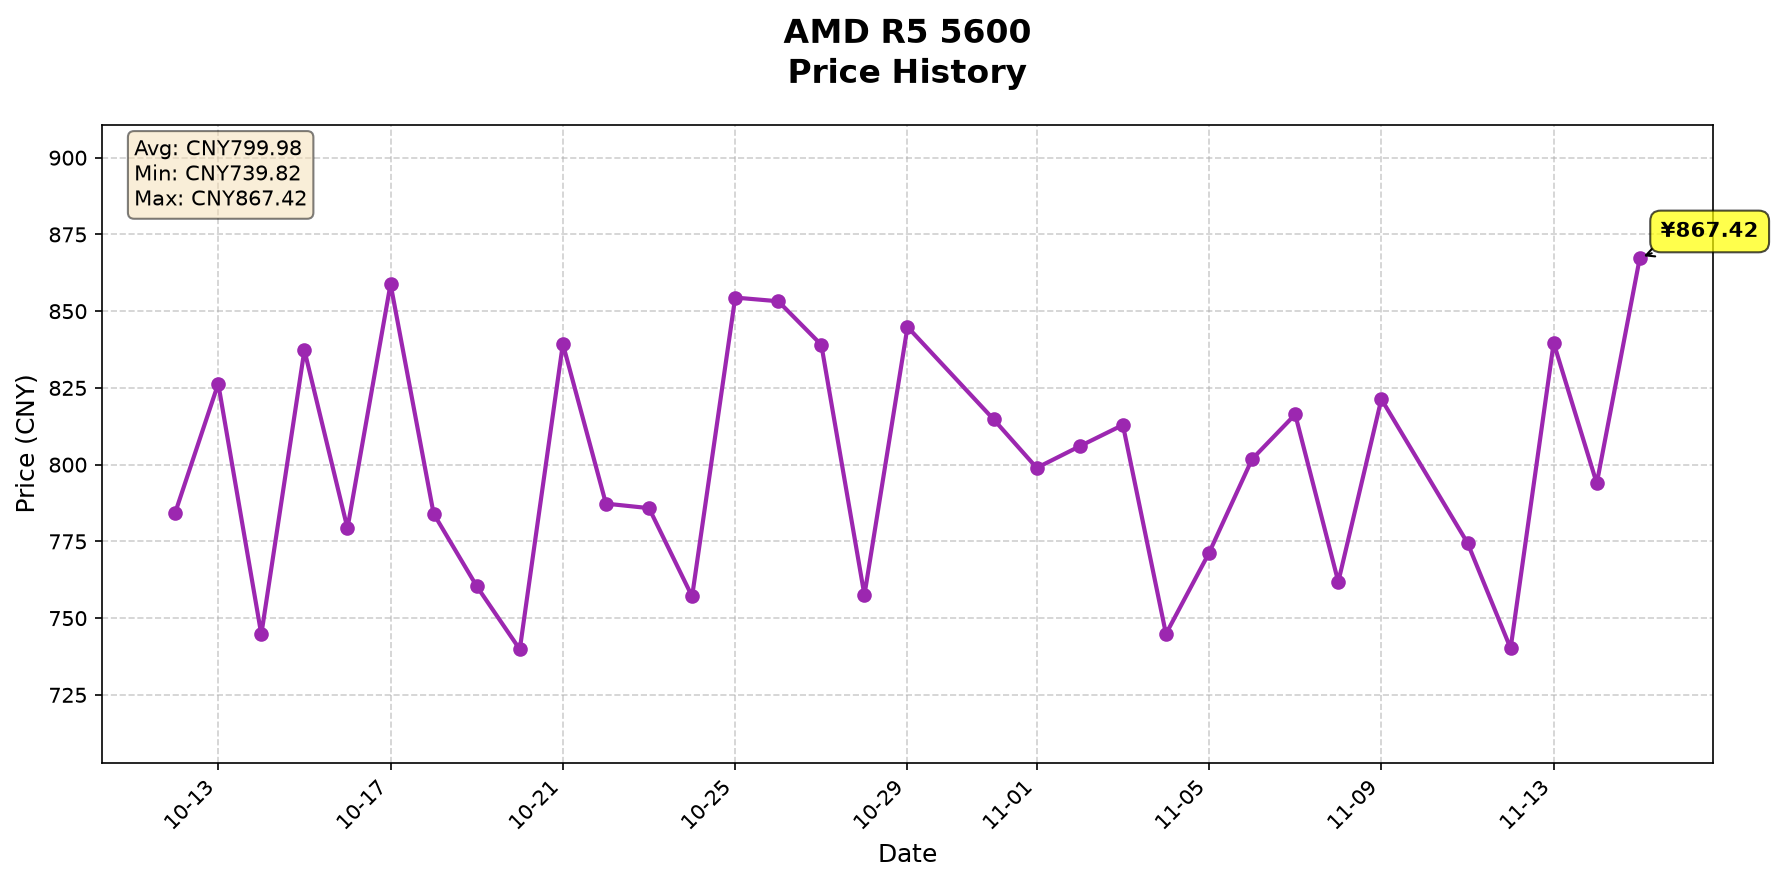 AMD R5 5600
Price History
Avg: CNY799.98
Min: CNY739.82
Max: CNY867.42
¥867.42
Price (CNY)
900
875
850
825
800
775
750
725
10-13
10-17
10-21
10-25
10-29
11-01
11-05
11-09
11-13
Date